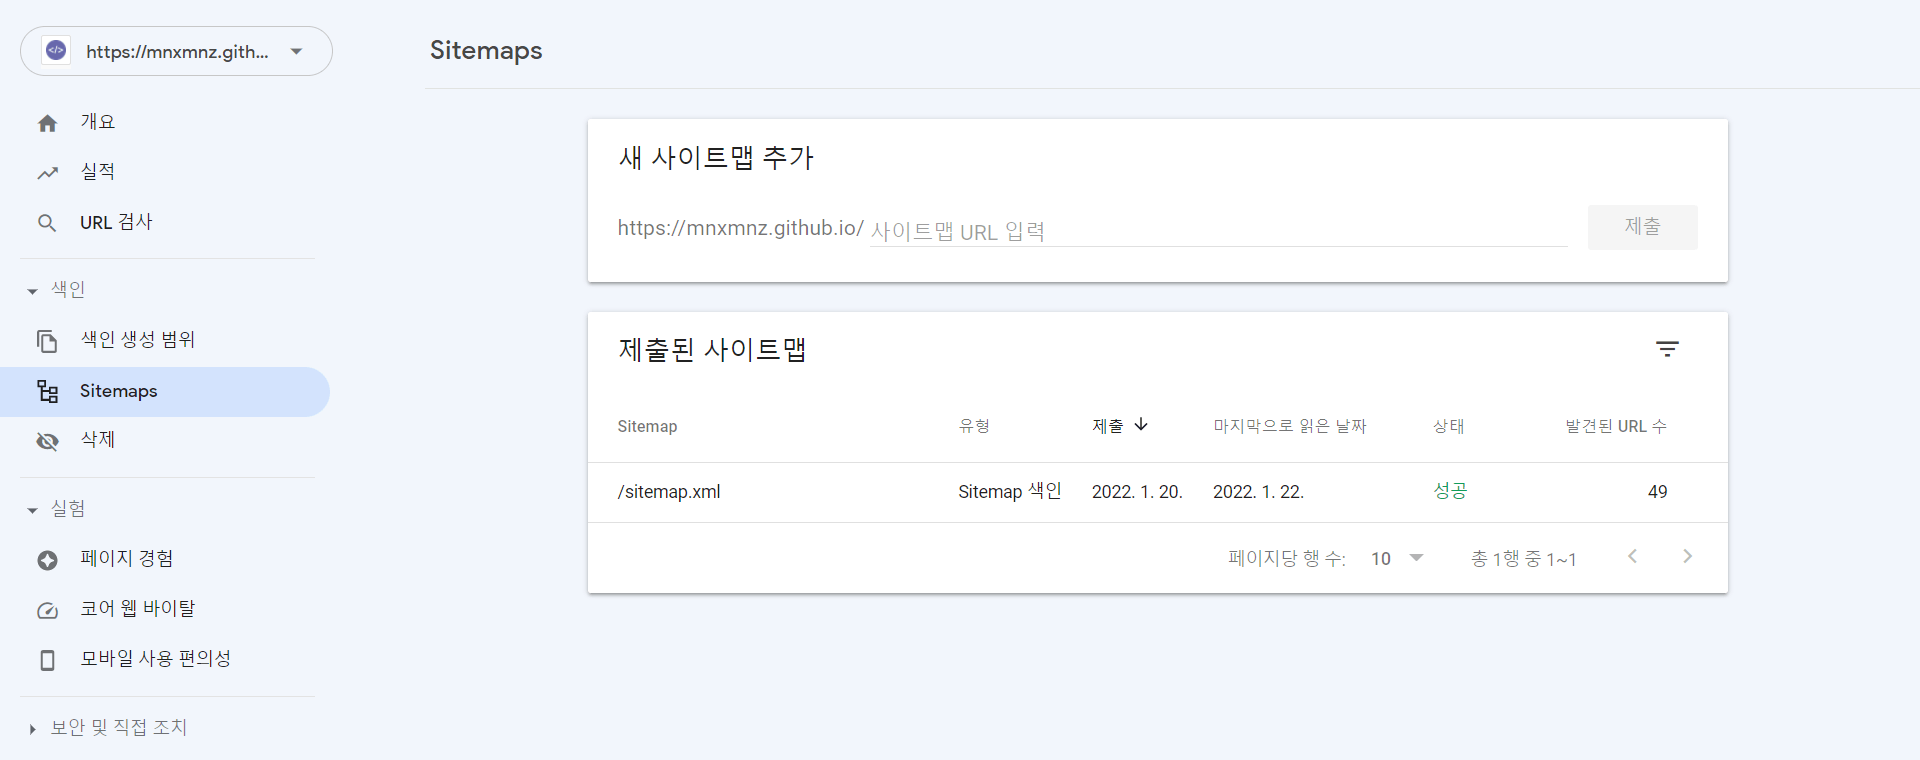 https://mnxmnz.gith...
개요
실적
URL 검사
색인
색인 생성 범위
Sitemaps
삭제
실험
페이지 경험
코어 웹 바이탈
모바일 사용 편의성
보안 및 직접 조치
Sitemaps
새 사이트맵 추가
https://mnxmnz.github.io/ 사이트맵 URL 입력 제출
제출된 사이트맵
Sitemap 유형 제출 마지막으로 읽은 날짜 상태 발견된 URL 수
/sitemap.xml Sitemap 색인 2022. 1. 20. 2022. 1. 22. 성공 49
페이지당 행 수: 10 총 1행 중 1~1